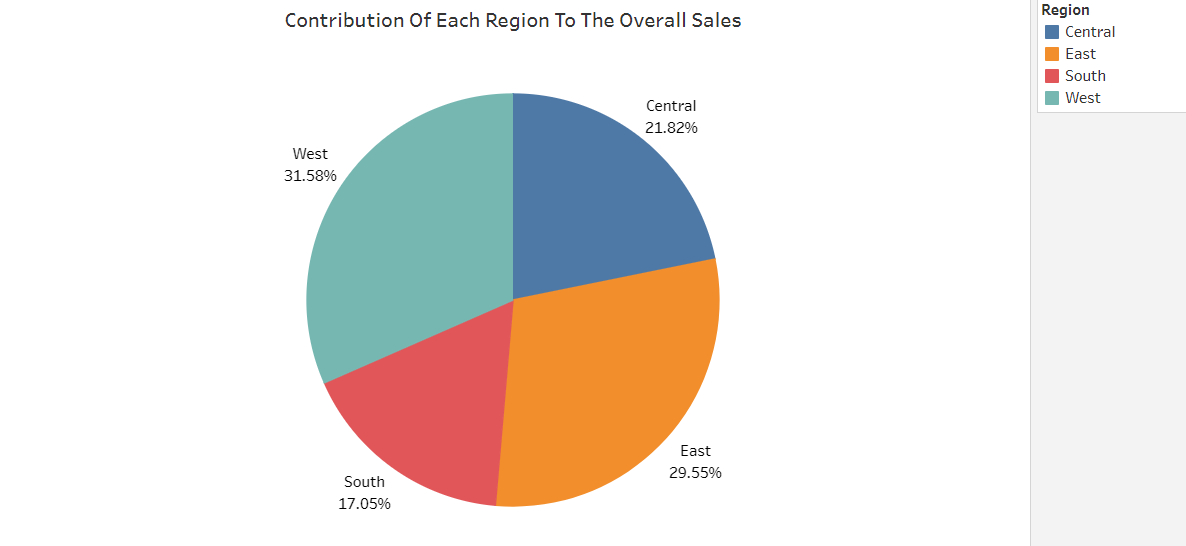 Contribution Of Each Region To The Overall Sales
Region
Central
East
South
West
Central
21.82%
West
31.58%
East
29.55%
South
17.05%